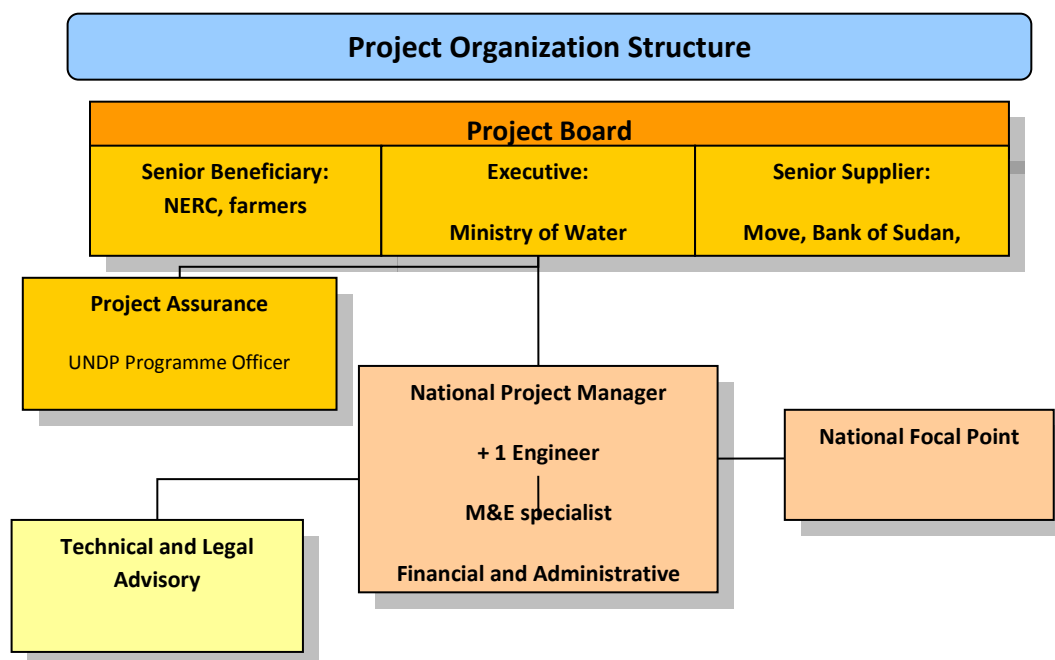 Project Organization Structure
Project Board
Senior Beneficiary:
NERC, farmers
Executive:
Ministry of Water
Senior Supplier:
Move, Bank of Sudan,
Project Assurance
UNDP Programme Officer
National Project Manager
+ 1 Engineer
M&E specialist
Financial and Administrative
National Focal Point
Technical and Legal
Advisory